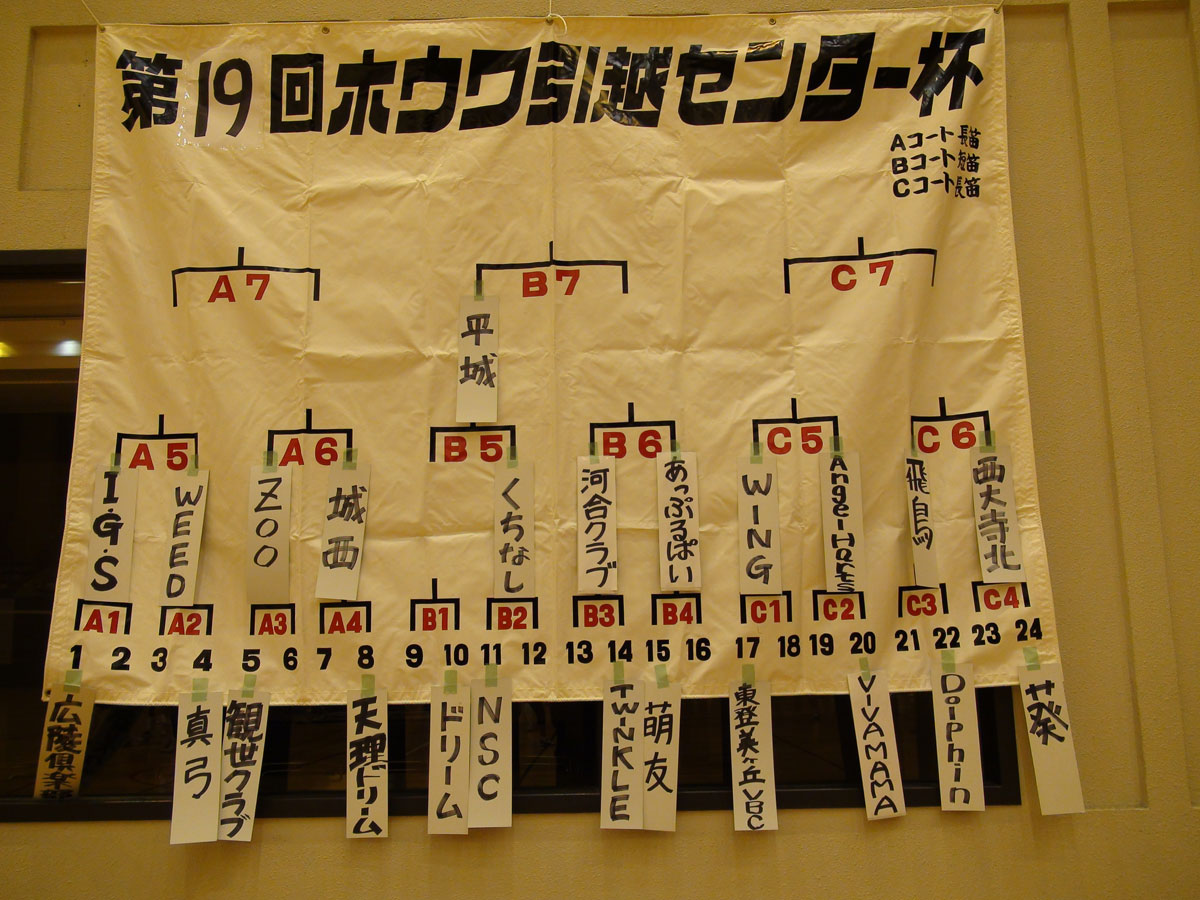 第19回ホウワ引越センター杯
Aコート長笛
Bコート短笛
Cコート長笛
A7 B7 C7
平城
A5 A6 B5 B6 C5 C6
I.G.S
WEED
ZOO
城西
くちなし
河合クラブ
あっぷるぱい
WING
Angel-Harts
飛鳥
西大寺北
A1 A2 A3 A4 B1 B2 B3 B4 C1 C2 C3 C4
1 2 3 4 5 6 7 8 9 10 11 12 13 14 15 16 17 18 19 20 21 22 23 24
広陵倶楽部
真弓
観世クラブ
天理ドリーム
ドリーム
NSC
TWINKLE
萌友
東登美ヶ丘VBC
VIVAMAMA
Dolphin
葵